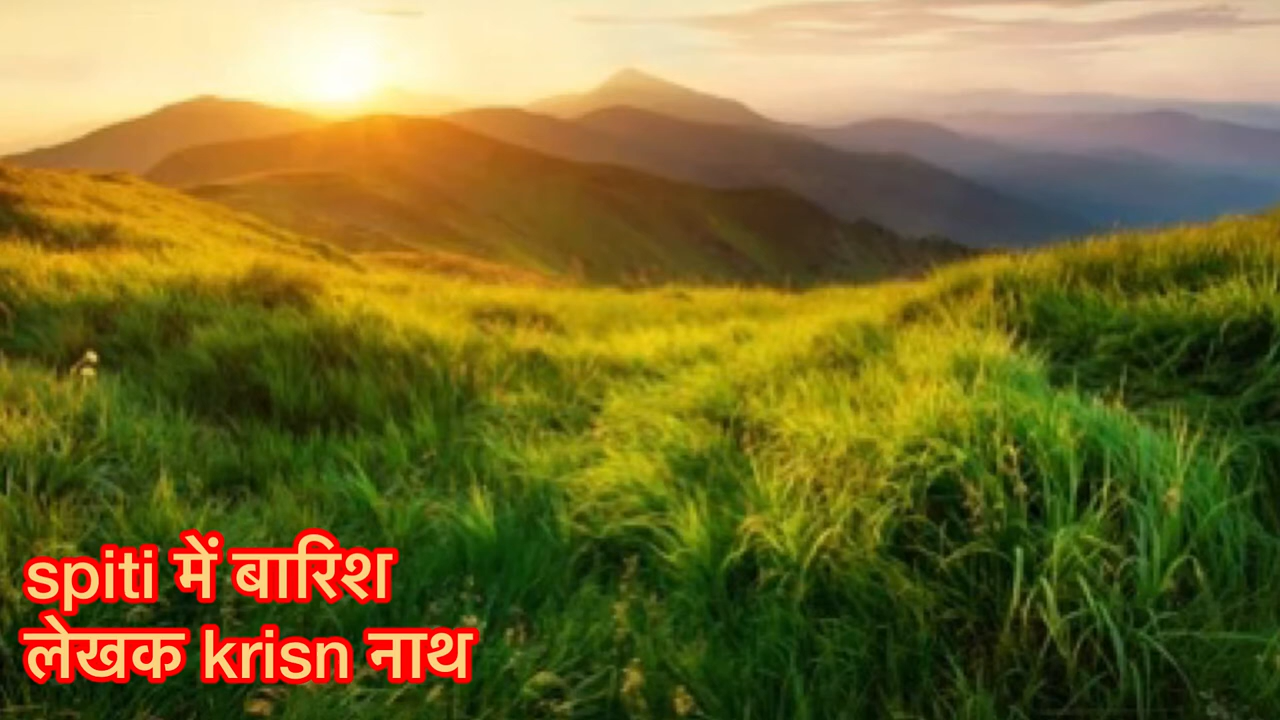 spiti में बारिश
लेखक krisn नाथ